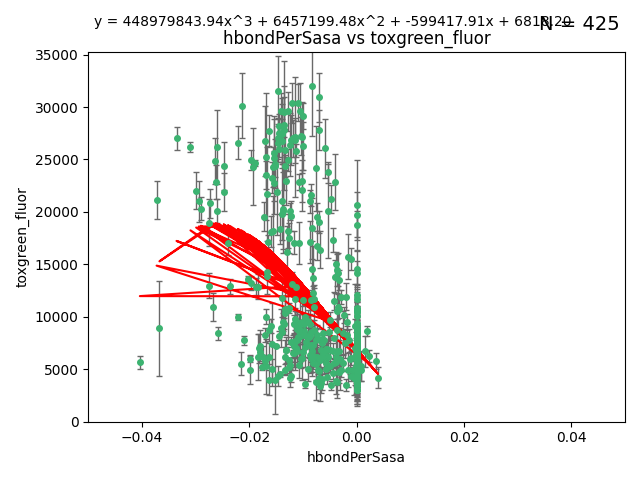 y = 448979843.94x^3 + 6457199.48x^2 + -599417.91x + 
N = 425
hbondPerSasa vs toxgreen_fluor
35000
30000
25000
20000
15000
10000
5000
0
toxgreen_fluor
−0.04 −0.02 0.00 0.02 0.04
hbondPerSasa